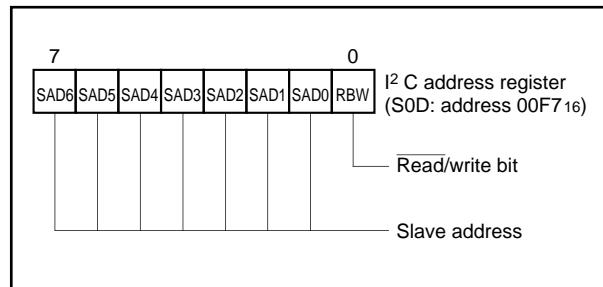 7 0
SAD6 SAD5 SAD4 SAD3 SAD2 SAD1 SAD0 RBW
I² C address register
(S0D: address 00F7₁₆)
Read/write bit
Slave address